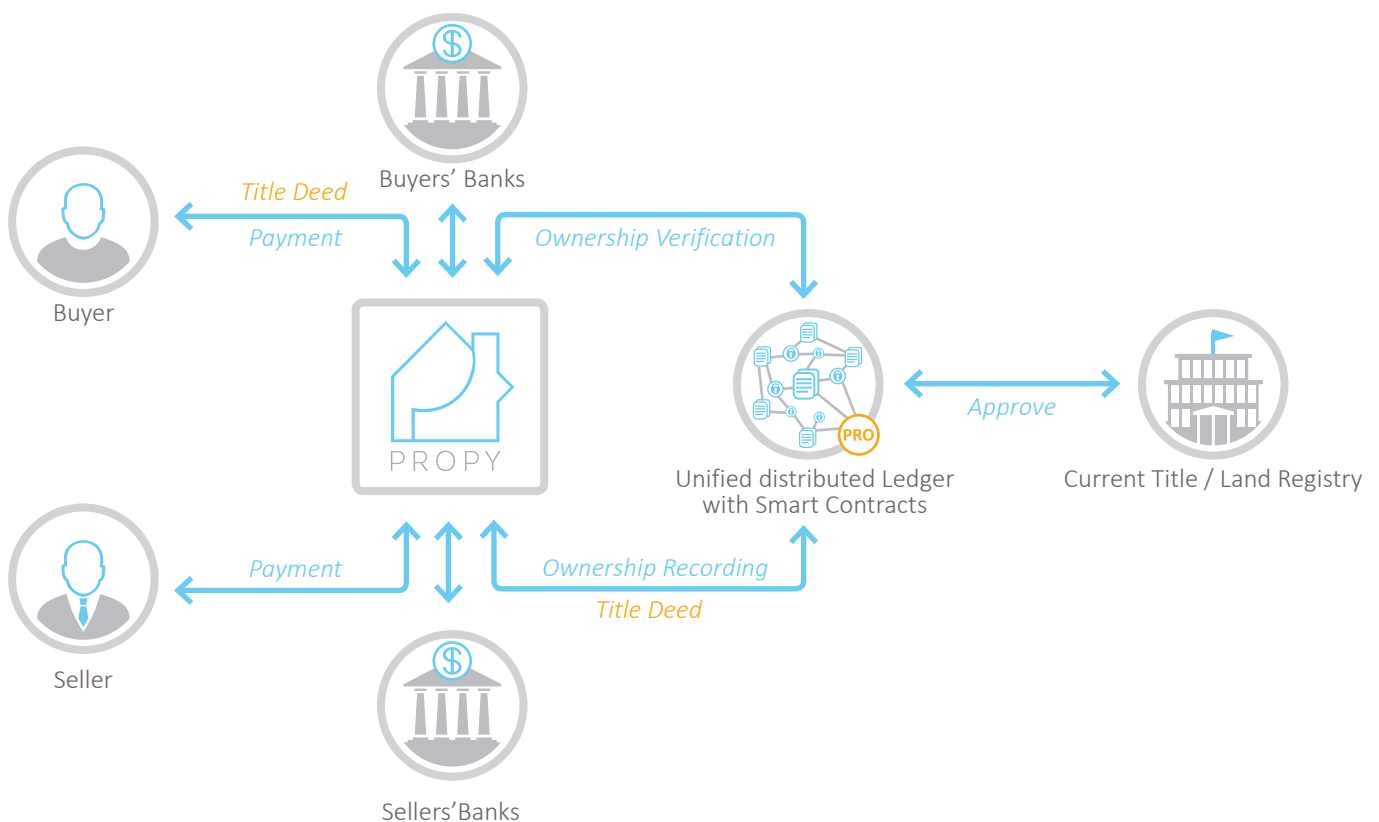 $
Buyers’ Banks
Title Deed
Payment
Ownership Verification
Buyer
PROPY
PRO
Approve
Unified distributed Ledger
with Smart Contracts
Current Title / Land Registry
Payment
Ownership Recording
Title Deed
Seller
$
Sellers’Banks